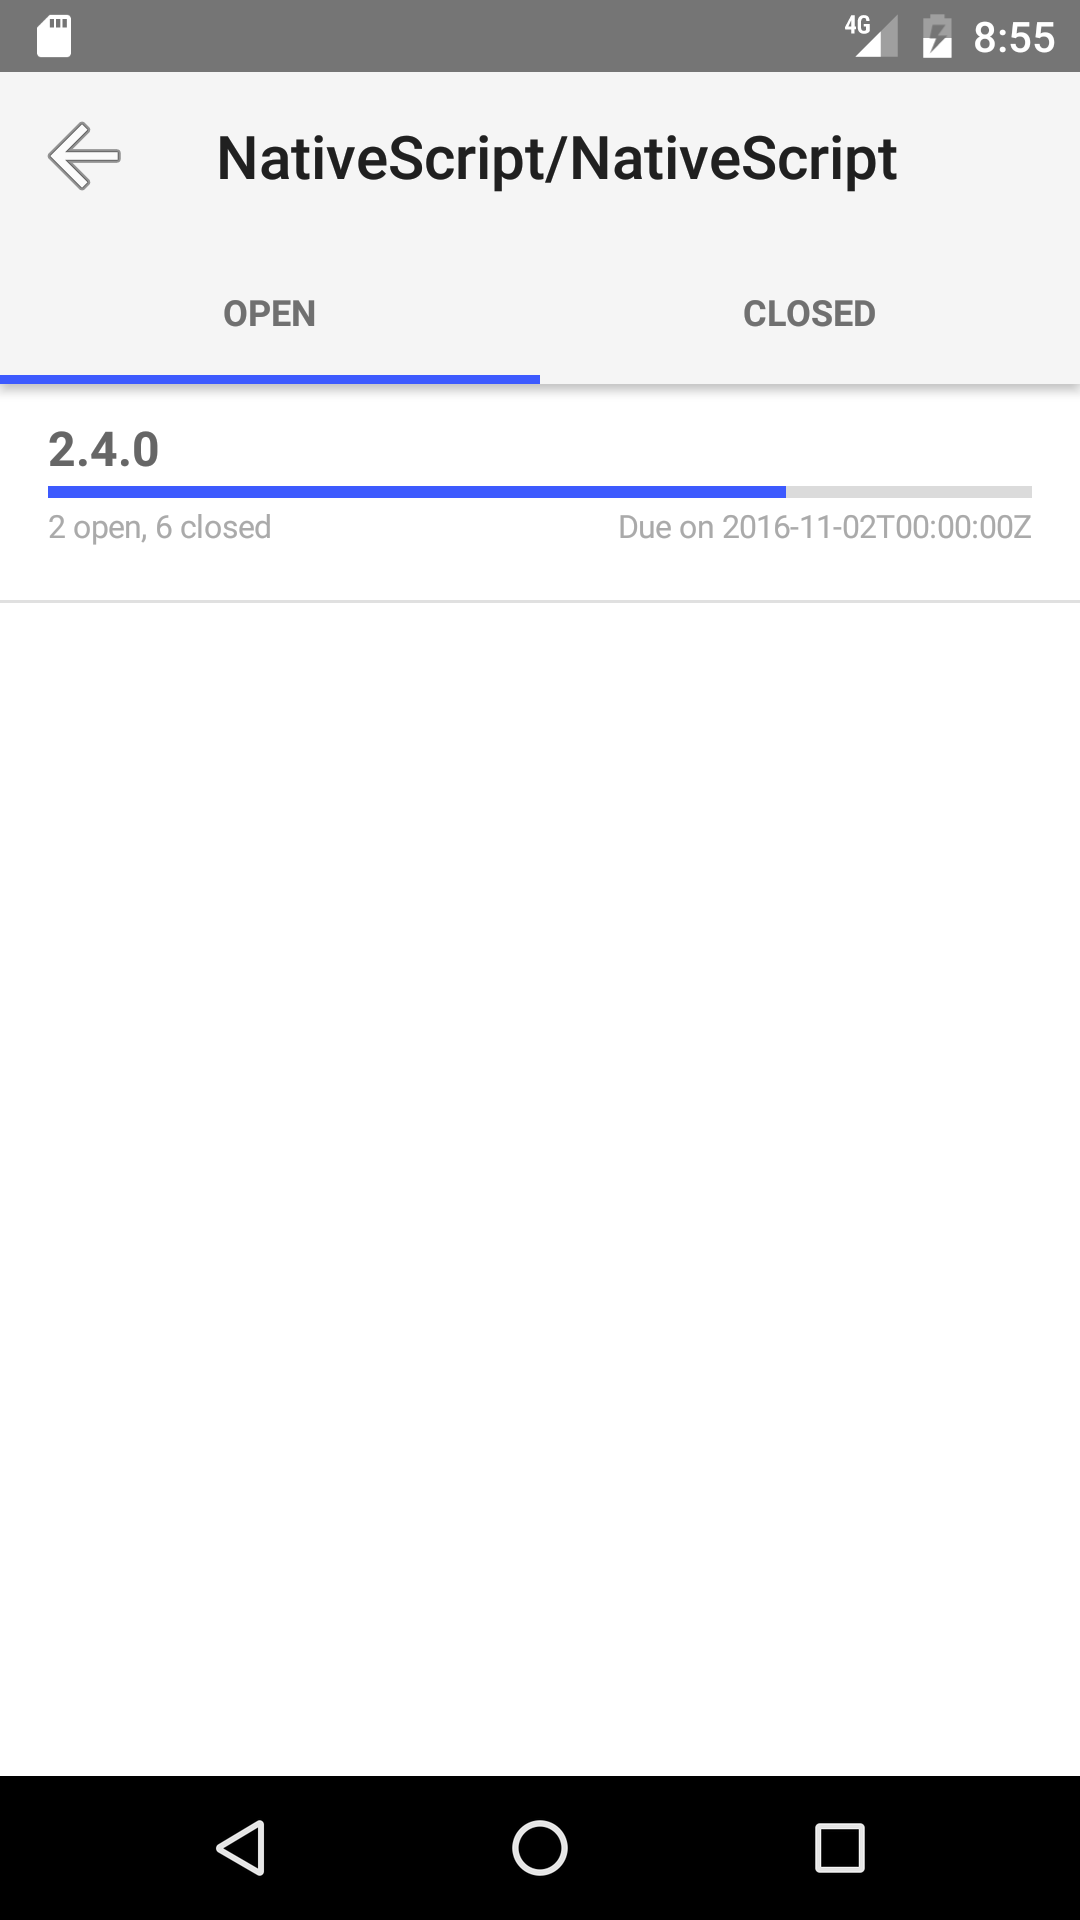 4G 8:55
NativeScript/NativeScript
OPEN CLOSED
2.4.0
2 open, 6 closed Due on 2016-11-02T00:00:00Z